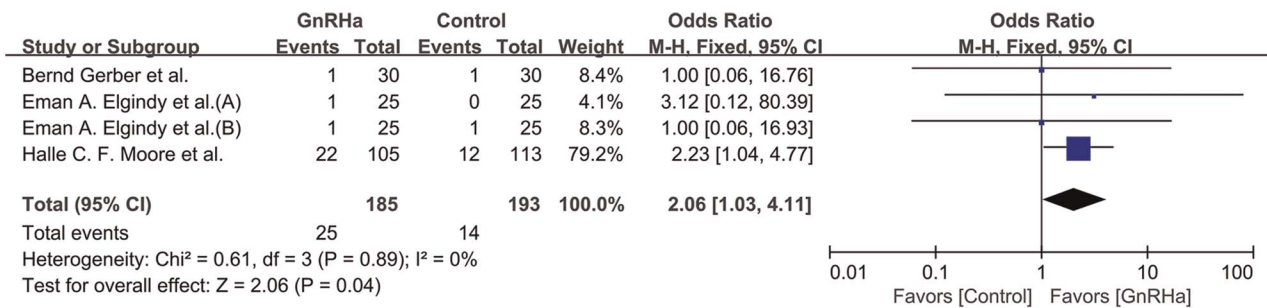 GnRHa Control Odds Ratio Odds Ratio
Study or Subgroup Events Total Events Total Weight M-H, Fixed, 95% CI M-H, Fixed, 95% CI
Bernd Gerber et al. 1 30 1 30 8.4% 1.00 [0.06, 16.76]
Eman A. Elgindy et al.(A) 1 25 0 25 4.1% 3.12 [0.12, 80.39]
Eman A. Elgindy et al.(B) 1 25 1 25 8.3% 1.00 [0.06, 16.93]
Halle C. F. Moore et al. 22 105 12 113 79.2% 2.23 [1.04, 4.77]
Total (95% CI) 185 193 100.0% 2.06 [1.03, 4.11]
Total events 25 14
Heterogeneity: Chi² = 0.61, df = 3 (P = 0.89); I² = 0%
Test for overall effect: Z = 2.06 (P = 0.04)
0.01 0.1 1 10 100
Favors [Control] Favors [GnRHa]